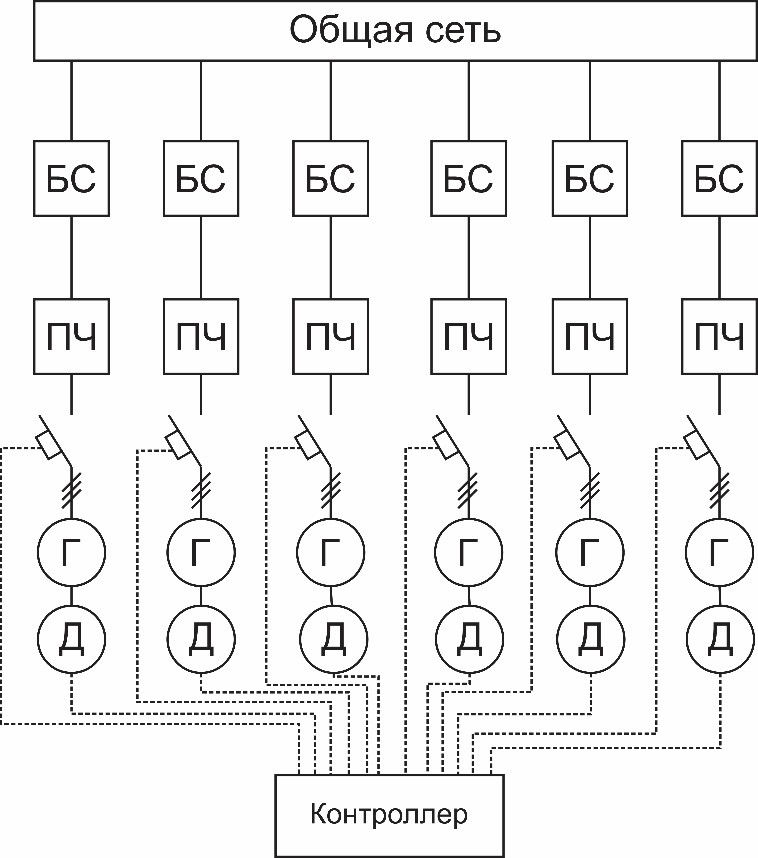 Общая сеть
БС БС БС БС БС БС
ПЧ ПЧ ПЧ ПЧ ПЧ ПЧ
Г Г Г Г Г Г
Д Д Д Д Д Д
Контроллер